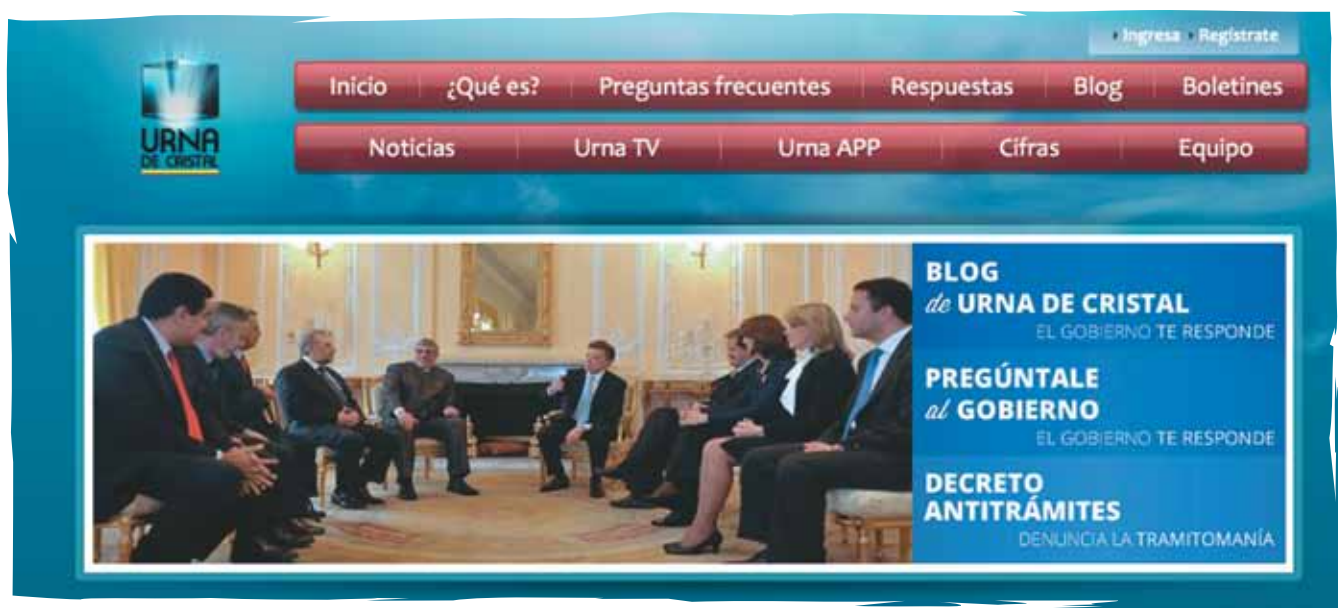 Ingresa Regístrate
URNA
DE CRISTAL
Inicio ¿Qué es? Preguntas frecuentes Respuestas Blog Boletines
Noticias Urna TV Urna APP Cifras Equipo
BLOG
de URNA DE CRISTAL
EL GOBIERNO TE RESPONDE
PREGÚNTALE
al GOBIERNO
EL GOBIERNO TE RESPONDE
DECRETO
ANTITRÁMITES
DENUNCIA LA TRAMITOMANÍA